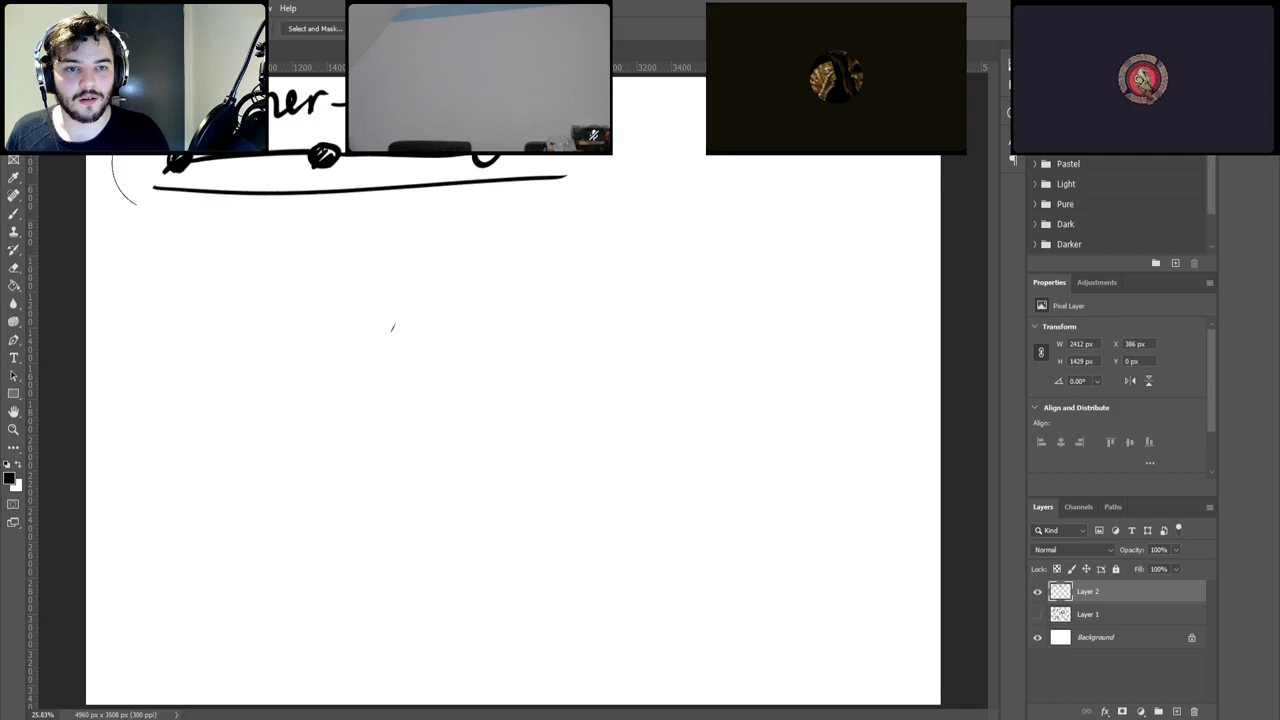 Help
Select and Mask...
1200 1400 3200 3400 5
ner-
Pastel
Light
Pure
Dark
Darker
Properties Adjustments
Pixel Layer
Transform
W 2412 px X 386 px
H 1429 px Y 0 px
0.00°
Align and Distribute
Align:
Layers Channels Paths
Kind
Normal Opacity: 100%
Lock: Fill: 100%
Layer 2
Layer 1
Background
25.83% 4960 px x 3508 px (300 ppi)